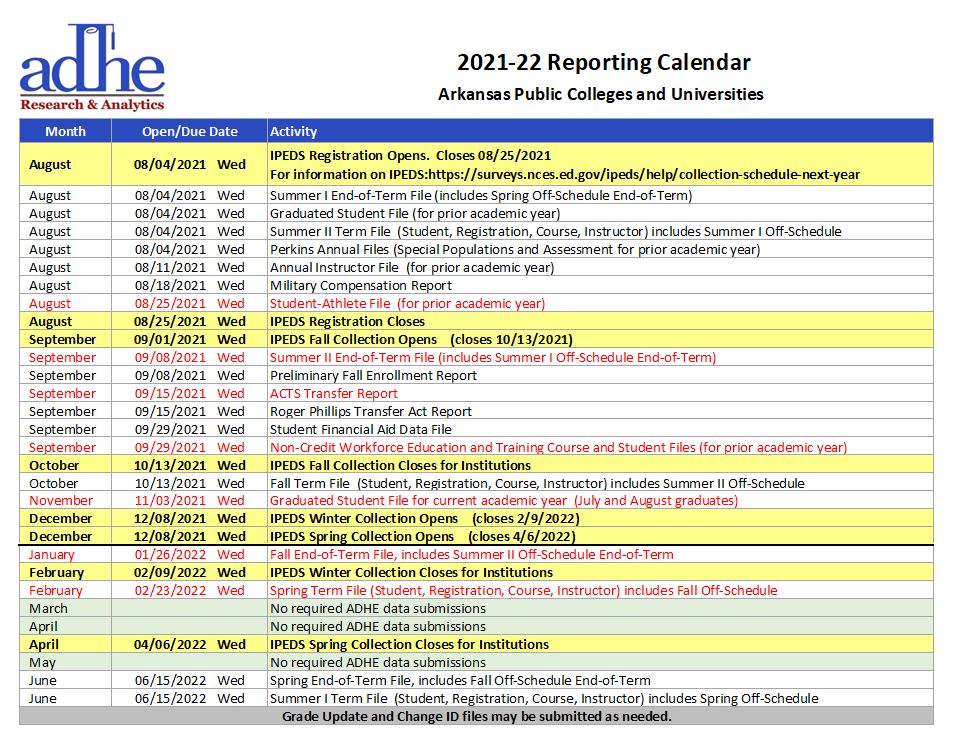 adhe
Research & Analytics
2021-22 Reporting Calendar
Arkansas Public Colleges and Universities
Month Open/Due Date Activity
August 08/04/2021 Wed IPEDS Registration Opens. Closes 08/25/2021
For information on IPEDS:https://surveys.nces.ed.gov/ipeds/help/collection-schedule-next-year
August 08/04/2021 Wed Summer I End-of-Term File (includes Spring Off-Schedule End-of-Term)
August 08/04/2021 Wed Graduated Student File (for prior academic year)
August 08/04/2021 Wed Summer II Term File (Student, Registration, Course, Instructor) includes Summer I Off-Schedule
August 08/04/2021 Wed Perkins Annual Files (Special Populations and Assessment for prior academic year)
August 08/11/2021 Wed Annual Instructor File (for prior academic year)
August 08/18/2021 Wed Military Compensation Report
August 08/25/2021 Wed Student-Athlete File (for prior academic year)
August 08/25/2021 Wed IPEDS Registration Closes
September 09/01/2021 Wed IPEDS Fall Collection Opens (closes 10/13/2021)
September 09/08/2021 Wed Summer II End-of-Term File (includes Summer I Off-Schedule End-of-Term)
September 09/08/2021 Wed Preliminary Fall Enrollment Report
September 09/15/2021 Wed ACTS Transfer Report
September 09/15/2021 Wed Roger Phillips Transfer Act Report
September 09/29/2021 Wed Student Financial Aid Data File
September 09/29/2021 Wed Non-Credit Workforce Education and Training Course and Student Files (for prior academic year)
October 10/13/2021 Wed IPEDS Fall Collection Closes for Institutions
October 10/13/2021 Wed Fall Term File (Student, Registration, Course, Instructor) includes Summer II Off-Schedule
November 11/03/2021 Wed Graduated Student File for current academic year (July and August graduates)
December 12/08/2021 Wed IPEDS Winter Collection Opens (closes 2/9/2022)
December 12/08/2021 Wed IPEDS Spring Collection Opens (closes 4/6/2022)
January 01/26/2022 Wed Fall End-of-Term File, includes Summer II Off-Schedule End-of-Term
February 02/09/2022 Wed IPEDS Winter Collection Closes for Institutions
February 02/23/2022 Wed Spring Term File (Student, Registration, Course, Instructor) includes Fall Off-Schedule
March No required ADHE data submissions
April No required ADHE data submissions
April 04/06/2022 Wed IPEDS Spring Collection Closes for Institutions
May No required ADHE data submissions
June 06/15/2022 Wed Spring End-of-Term File, includes Fall Off-Schedule End-of-Term
June 06/15/2022 Wed Summer I Term File (Student, Registration, Course, Instructor) includes Spring Off-Schedule
Grade Update and Change ID files may be submitted as needed.